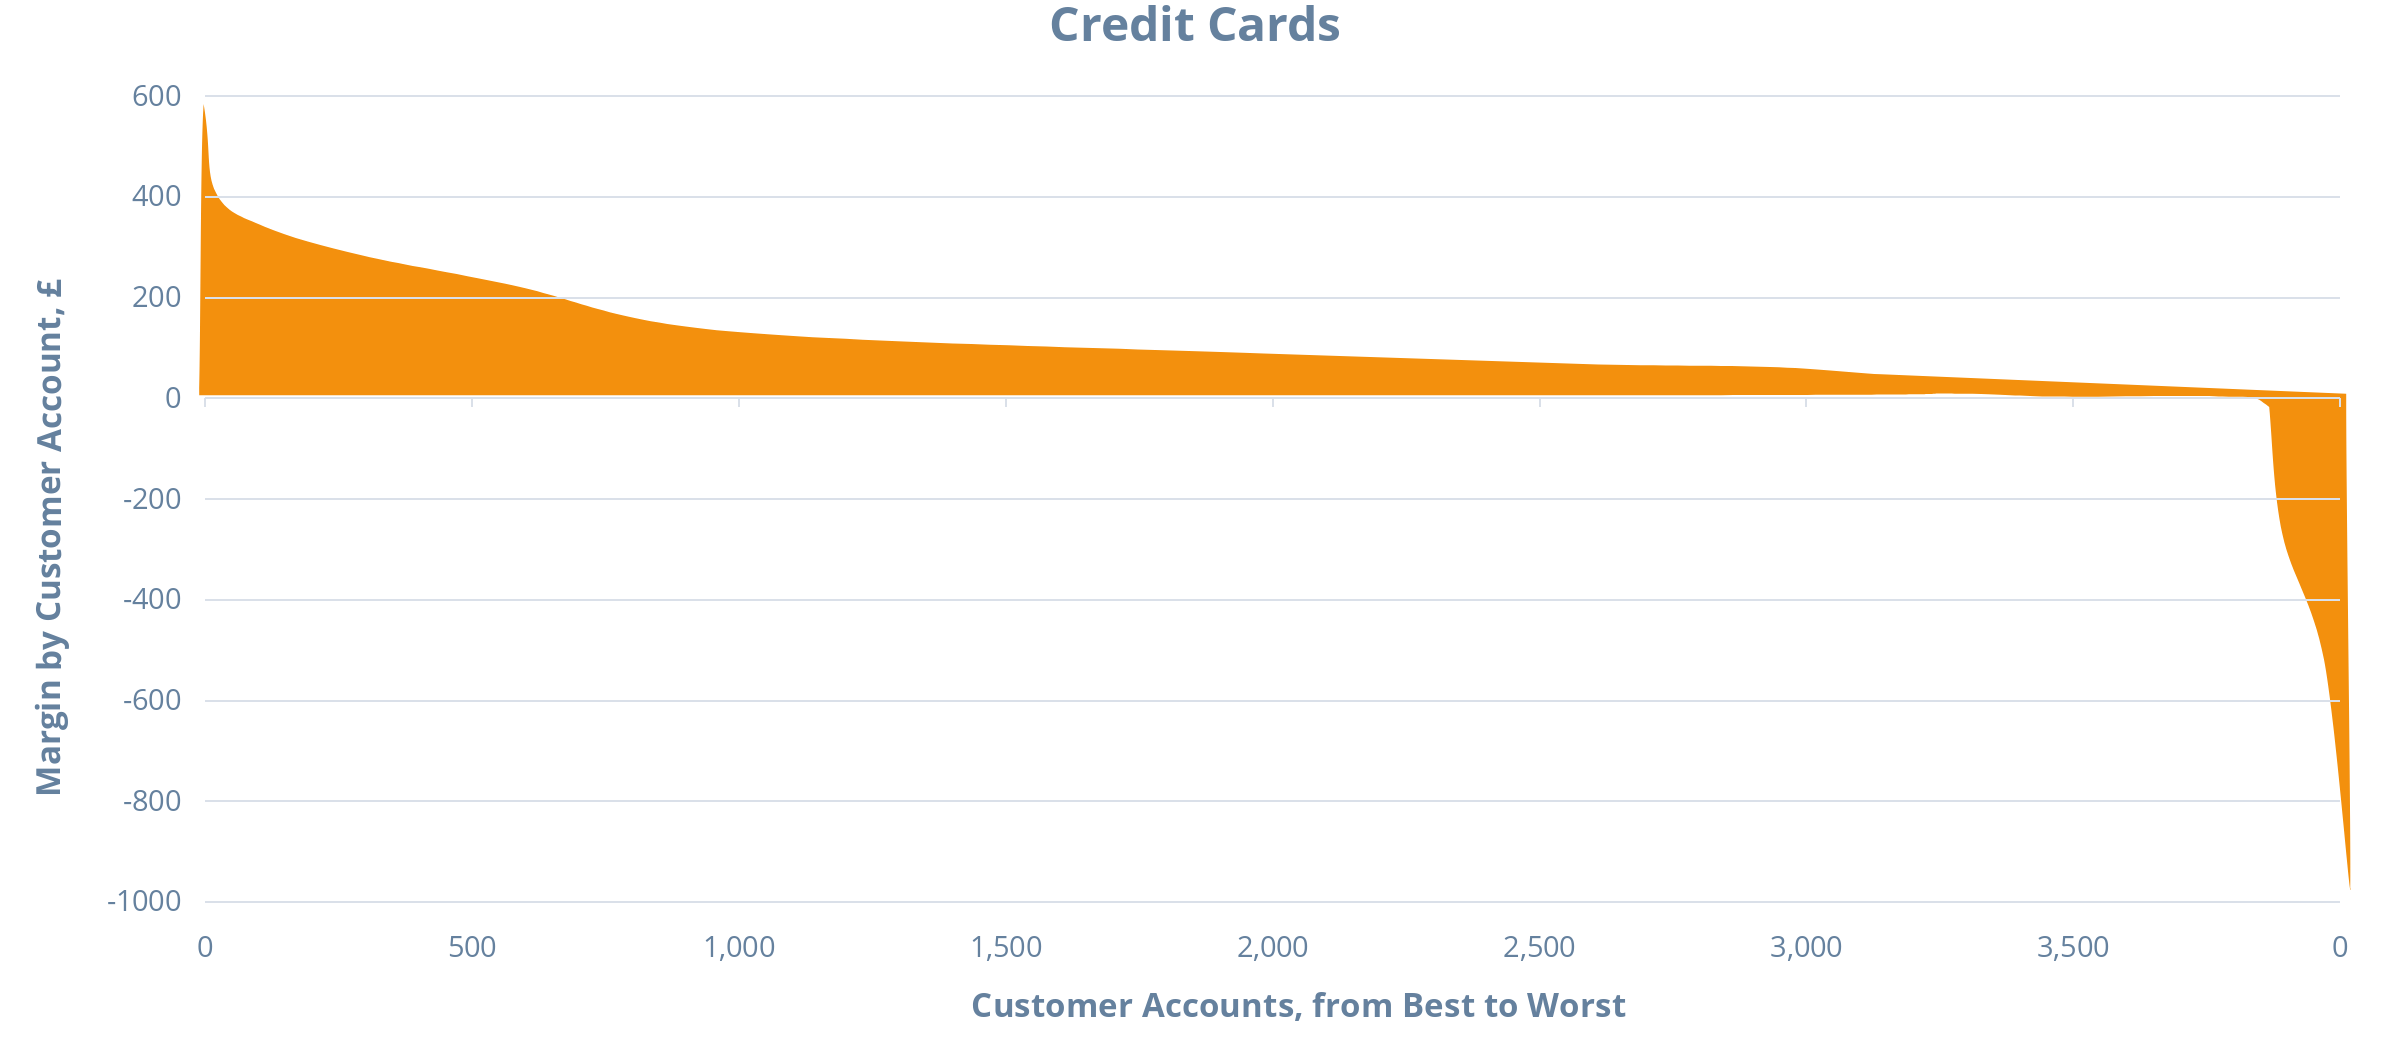 Credit Cards
600
400
200
0
-200
-400
-600
-800
-1000
Margin by Customer Account, £
0 500 1,000 1,500 2,000 2,500 3,000 3,500 0
Customer Accounts, from Best to Worst